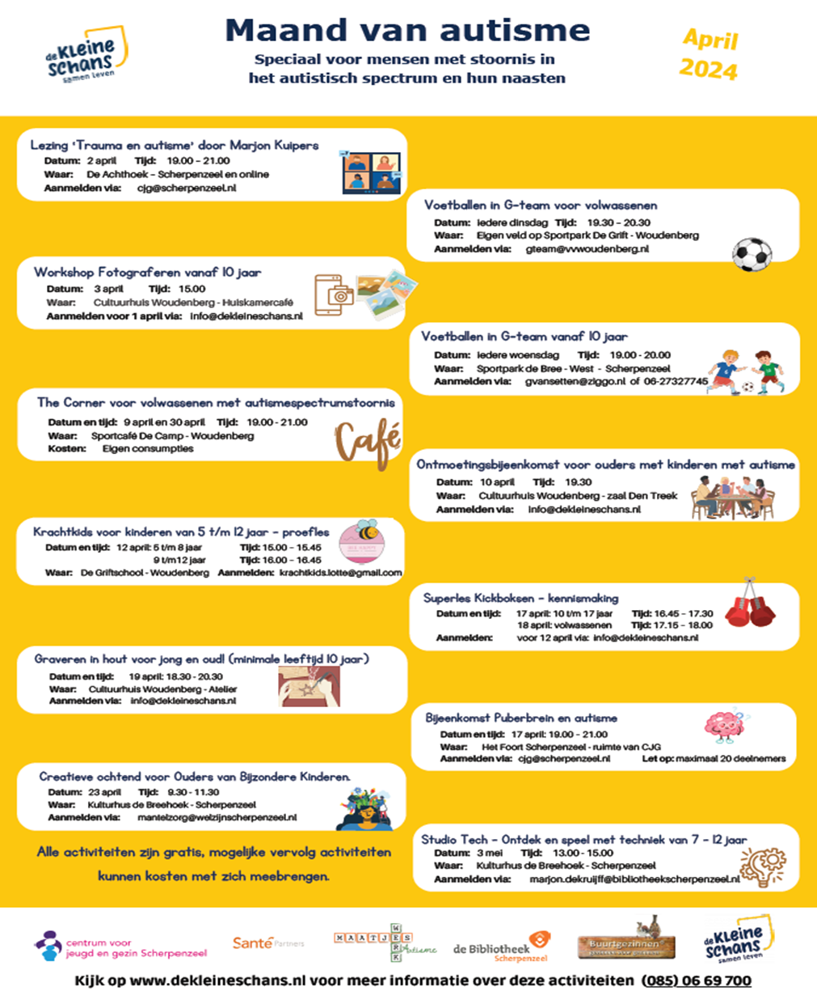 de Kleine Schans
samen leven
Maand van autisme
Speciaal voor mensen met stoornis in
het autistisch spectrum en hun naasten
April
2024
Lezing 'Trauma en autisme' door Marjon Kuipers
Datum: 2 april Tijd: 19.00 – 21.00
Waar: De Achthoek – Scherpenzeel en online
Aanmelden via: cjg@scherpenzeel.nl
Voetballen in G-team voor volwassenen
Datum: Iedere dinsdag Tijd: 19.30 – 20.30
Waar: Eigen veld op Sportpark De Grift - Woudenberg
Aanmelden via: gteam@vvwoudenberg.nl
Workshop Fotograferen vanaf 10 jaar
Datum: 3 april Tijd: 15.00
Waar: Cultuurhuis Woudenberg - Huiskamercafé
Aanmelden voor 1 april via: info@dekleineschans.nl
Voetballen in G-team vanaf 10 jaar
Datum: Iedere woensdag Tijd: 19.00 - 20.00
Waar: Sportpark de Bree - West - Scherpenzeel
Aanmelden via: gvansetten@ziggo.nl of 06-27327745
The Corner voor volwassenen met autismespectrumstoornis
Datum en tijd: 9 april en 30 april Tijd: 19.00 - 21.00
Waar: Sportcafé De Camp - Woudenberg
Kosten: Eigen consumpties
Café
Ontmoetingsbijeenkomst voor ouders met kinderen met autisme
Datum: 10 april Tijd: 19.30
Waar: Cultuurhuis Woudenberg - zaal Den Treek
Aanmelden via: info@dekleineschans.nl
Krachtkids voor kinderen van 5 t/m 12 jaar – proefles
Datum en tijd: 12 april: 5 t/m 8 jaar Tijd: 15.00 – 15.45
9 t/m12 jaar Tijd: 16.00 – 16.45
Waar: De Griftschool - Woudenberg Aanmelden: krachtkids.lotte@gmail.com
Superles Kickboksen – kennismaking
Datum en tijd: 17 april: 10 t/m 17 jaar Tijd: 16.45 – 17.30
18 april: volwassenen Tijd: 17.15 – 18.00
Aanmelden: voor 12 april via: info@dekleineschans.nl
Graveren in hout voor jong en oud! (minimale leeftijd 10 jaar)
Datum en tijd: 19 april: 18.30 - 20.30
Waar: Cultuurhuis Woudenberg - Atelier
Aanmelden via: info@dekleineschans.nl
Bijeenkomst Puberbrein en autisme
Datum en tijd: 17 april: 19.00 – 21.00
Waar: Het Foort Scherpenzeel - ruimte van CJG
Aanmelden via: cjg@scherpenzeel.nl Let op: maximaal 20 deelnemers
Creatieve ochtend voor Ouders van Bijzondere Kinderen.
Datum: 23 april Tijd: 9.30 - 11.30
Waar: Kulturhus de Breehoek - Scherpenzeel
Aanmelden via: mantelzorg@welzijnscherpenzeel.nl
Studio Tech – Ontdek en speel met techniek van 7 – 12 jaar
Datum: 3 mei Tijd: 13.00 - 15.00
Waar: Kulturhus de Breehoek - Scherpenzeel
Aanmelden via: marjon.dekruijff@bibliotheekscherpenzeel.nl
Alle activiteiten zijn gratis, mogelijke vervolg activiteiten
kunnen kosten met zich meebrengen.
centrum voor
jeugd en gezin Scherpenzeel
Santé Partners
MAATJES
WERK
Autisme
de Bibliotheek
Scherpenzeel
Buurtgezinnen
de Kleine Schans
samen leven
Kijk op www.dekleineschans.nl voor meer informatie over deze activiteiten (085) 06 69 700